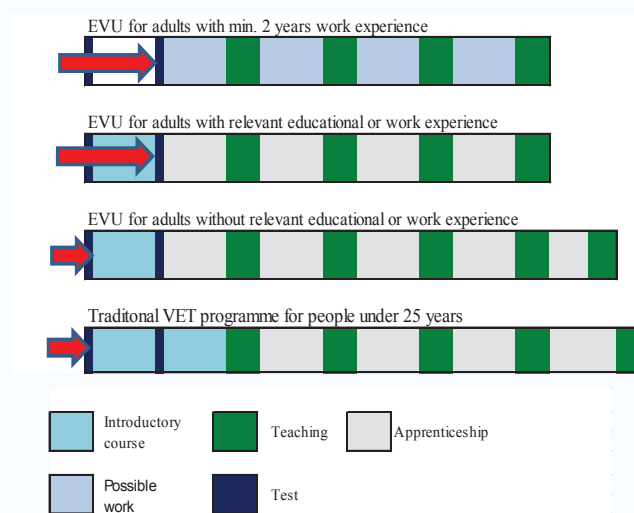 EVU for adults with min. 2 years work experience
EVU for adults with relevant educational or work experience
EVU for adults without relevant educational or work experience
Traditonal VET programme for people under 25 years
Introductory
course
Teaching
Apprenticeship
Possible
work
Test